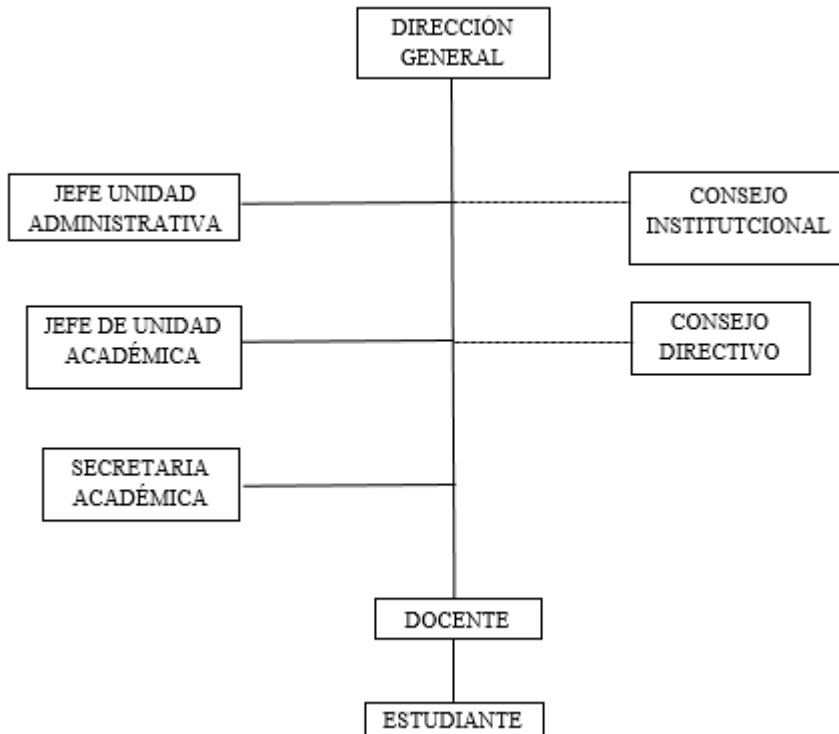 DIRECCIÓN
GENERAL
JEFE UNIDAD
ADMINISTRATIVA
CONSEJO
INSTITUTCIONAL
JEFE DE UNIDAD
ACADÉMICA
CONSEJO
DIRECTIVO
SECRETARIA
ACADÉMICA
DOCENTE
ESTUDIANTE